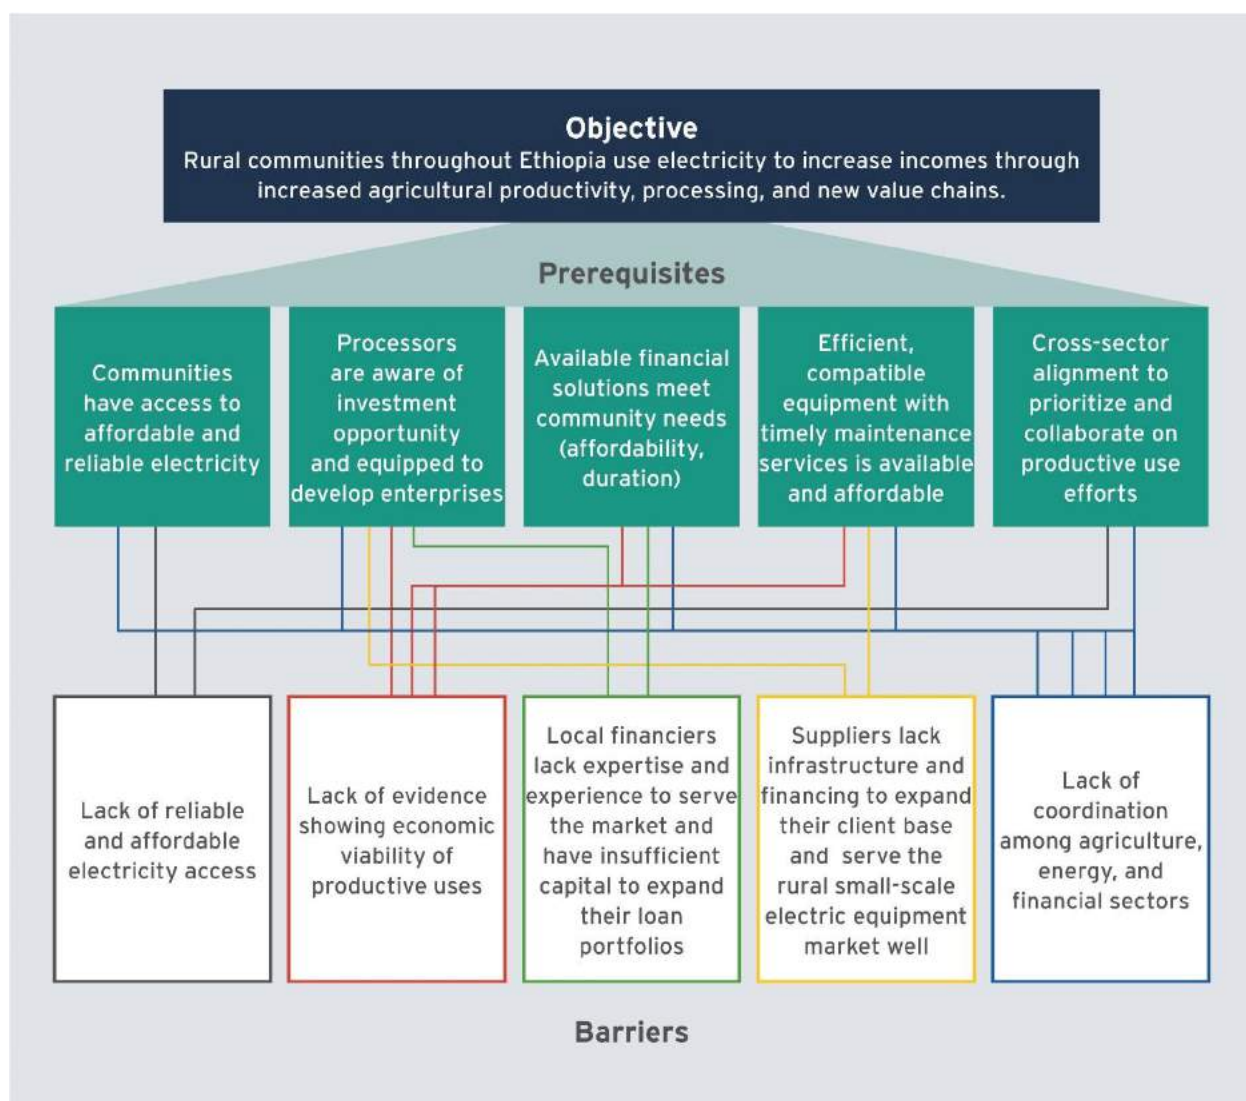 Objective
Rural communities throughout Ethiopia use electricity to increase incomes through
increased agricultural productivity, processing, and new value chains.
Prerequisites
Communities
have access to
affordable and
reliable electricity
Processors
are aware of
investment
opportunity
and equipped to
develop enterprises
Available financial
solutions meet
community needs
(affordability,
duration)
Efficient,
compatible
equipment with
timely maintenance
services is available
and affordable
Cross-sector
alignment to
prioritize and
collaborate on
productive use
efforts
Lack of reliable
and affordable
electricity access
Lack of evidence
showing economic
viability of
productive uses
Local financiers
lack expertise and
experience to serve
the market and
have insufficient
capital to expand
their loan
portfolios
Suppliers lack
infrastructure and
financing to expand
their client base
and serve the
rural small-scale
electric equipment
market well
Lack of
coordination
among agriculture,
energy, and
financial sectors
Barriers